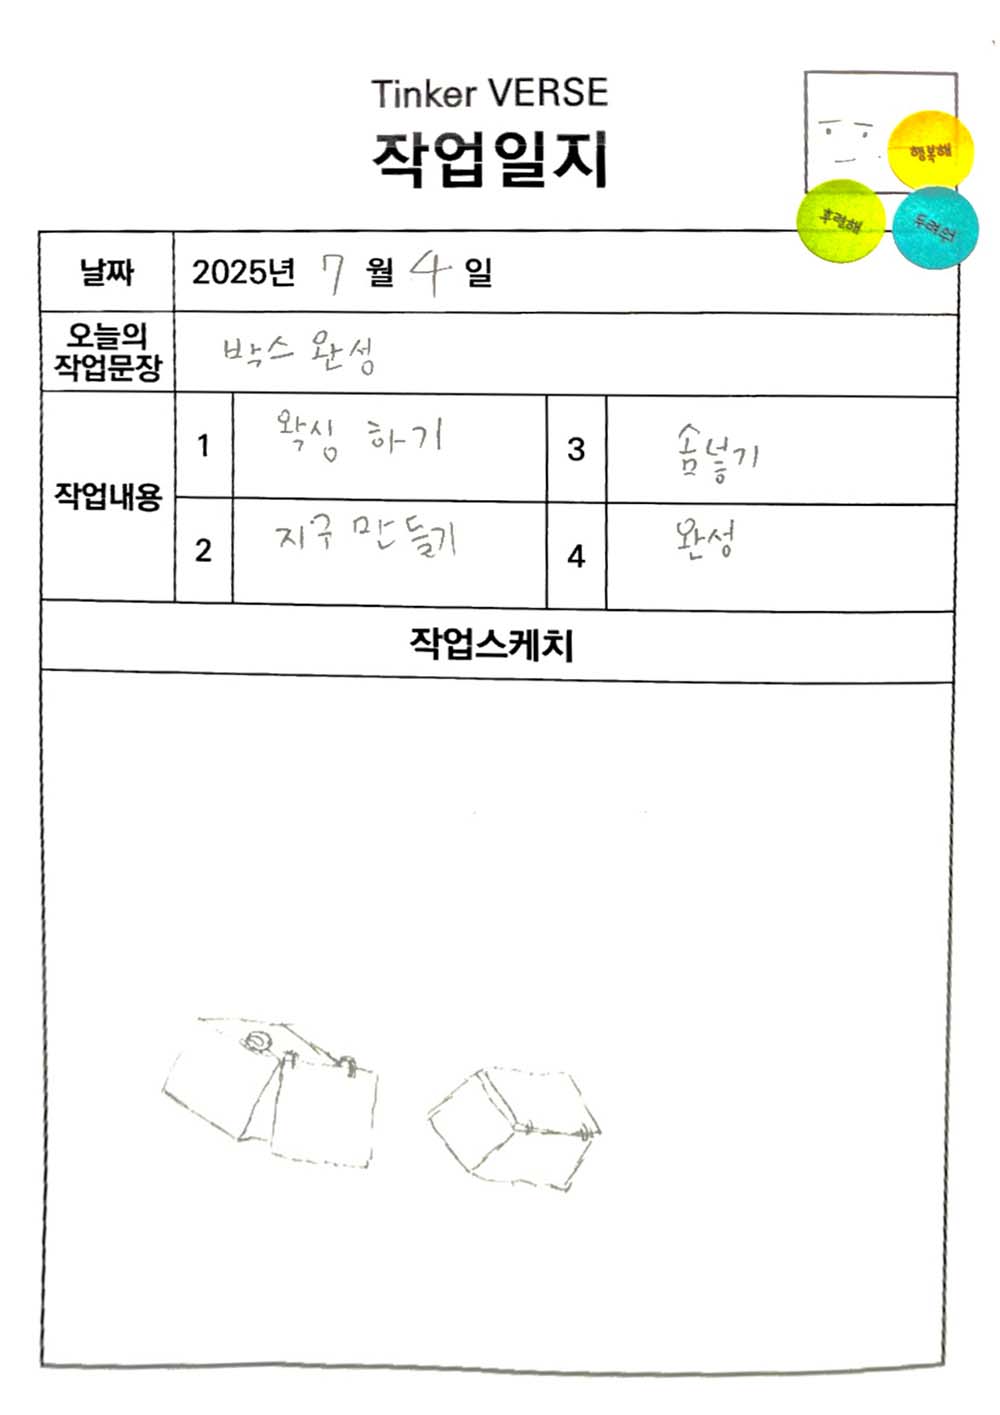 Tinker VERSE
작업일지
행복해
후련해
두려워
날짜
2025년 7월 4일
오늘의
작업문장
박스 완성
작업내용
1
왁싱 하기
3
솜넣기
2
지구 만들기
4
완성
작업스케치